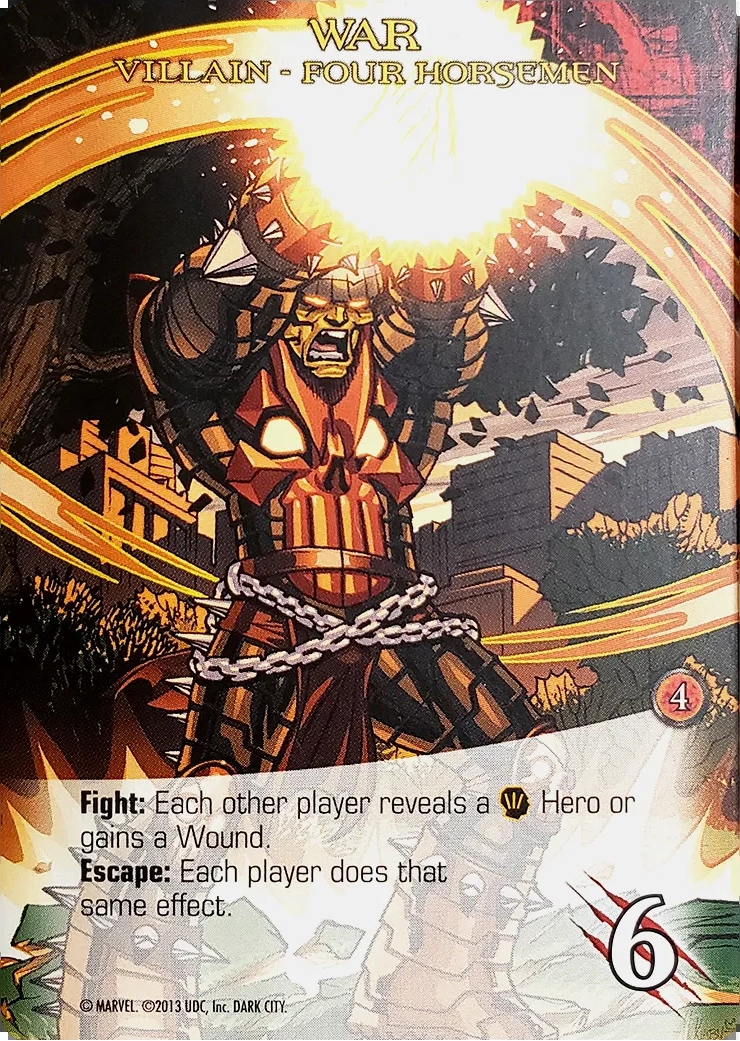 WAR
VILLAIN - FOUR HORSEMEN
4
Fight: Each other player reveals a Hero or
gains a Wound.
Escape: Each player does that
same effect.
6
© MARVEL. ©2013 UDC, Inc. DARK CITY.